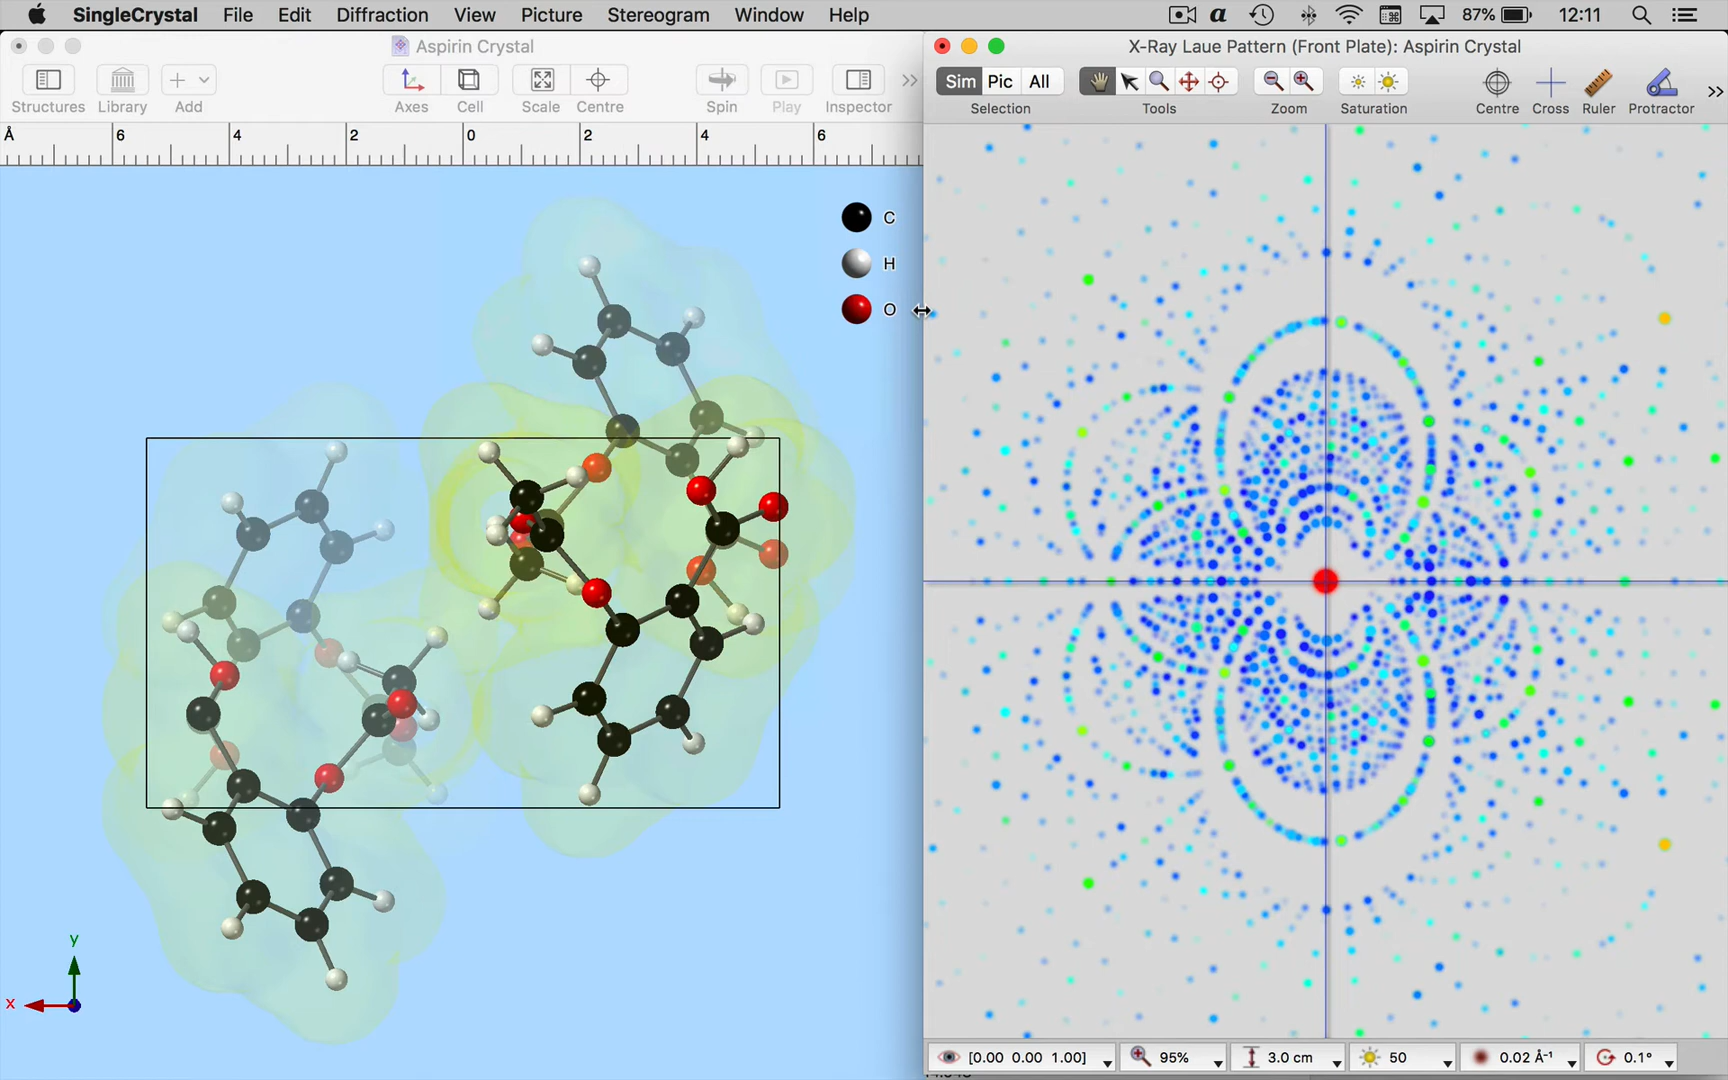 SingleCrystal File Edit Diffraction View Picture Stereogram Window Help 87% 12:11
Aspirin Crystal
Structures Library Add Axes Cell Scale Centre Spin Play Inspector
Å 6 4 2 0 2 4 6
C
H
O
y
x
X-Ray Laue Pattern (Front Plate): Aspirin Crystal
Sim Pic All
Selection Tools Zoom Saturation Centre Cross Ruler Protractor
[0.00 0.00 1.00] 95% 3.0 cm 50 0.02 Å⁻¹ 0.1°